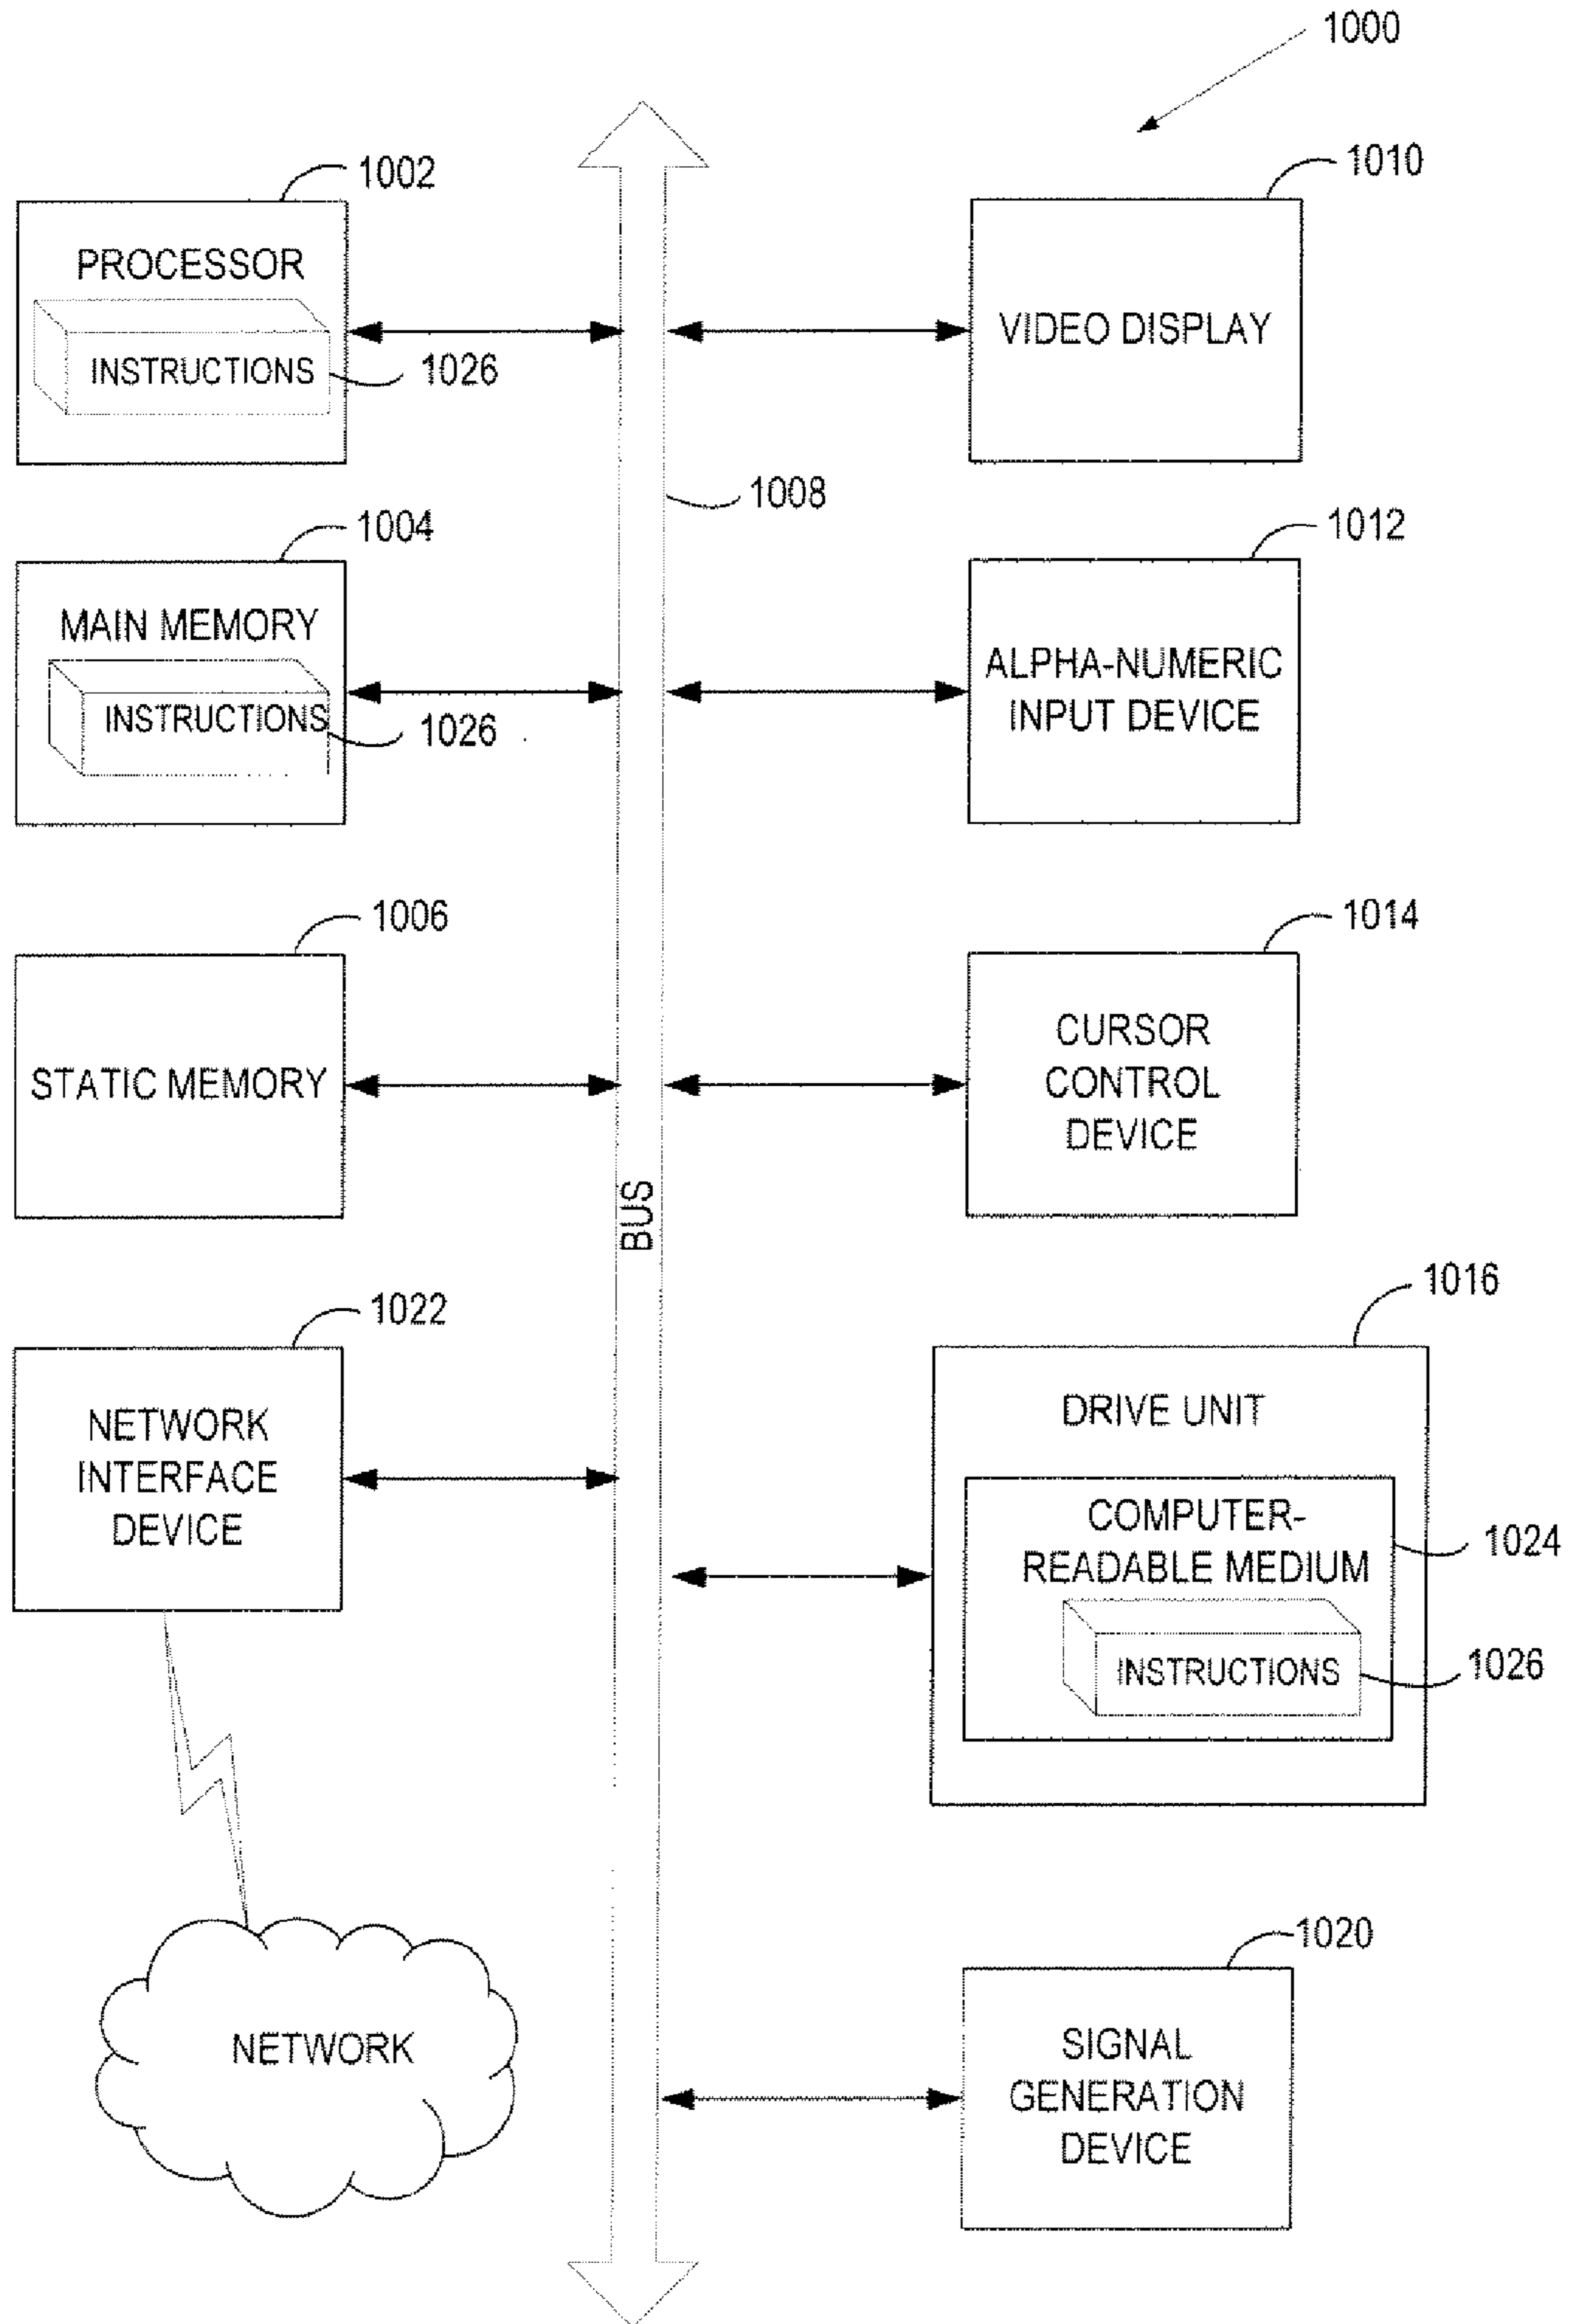 1000
1002
PROCESSOR
INSTRUCTIONS
1026
1010
VIDEO DISPLAY
1008
1004
MAIN MEMORY
INSTRUCTIONS
1026
1012
ALPHA-NUMERIC
INPUT DEVICE
1006
STATIC MEMORY
1014
CURSOR
CONTROL
DEVICE
BUS
1022
NETWORK
INTERFACE
DEVICE
1016
DRIVE UNIT
COMPUTER-
READABLE MEDIUM
1024
INSTRUCTIONS
1026
NETWORK
1020
SIGNAL
GENERATION
DEVICE